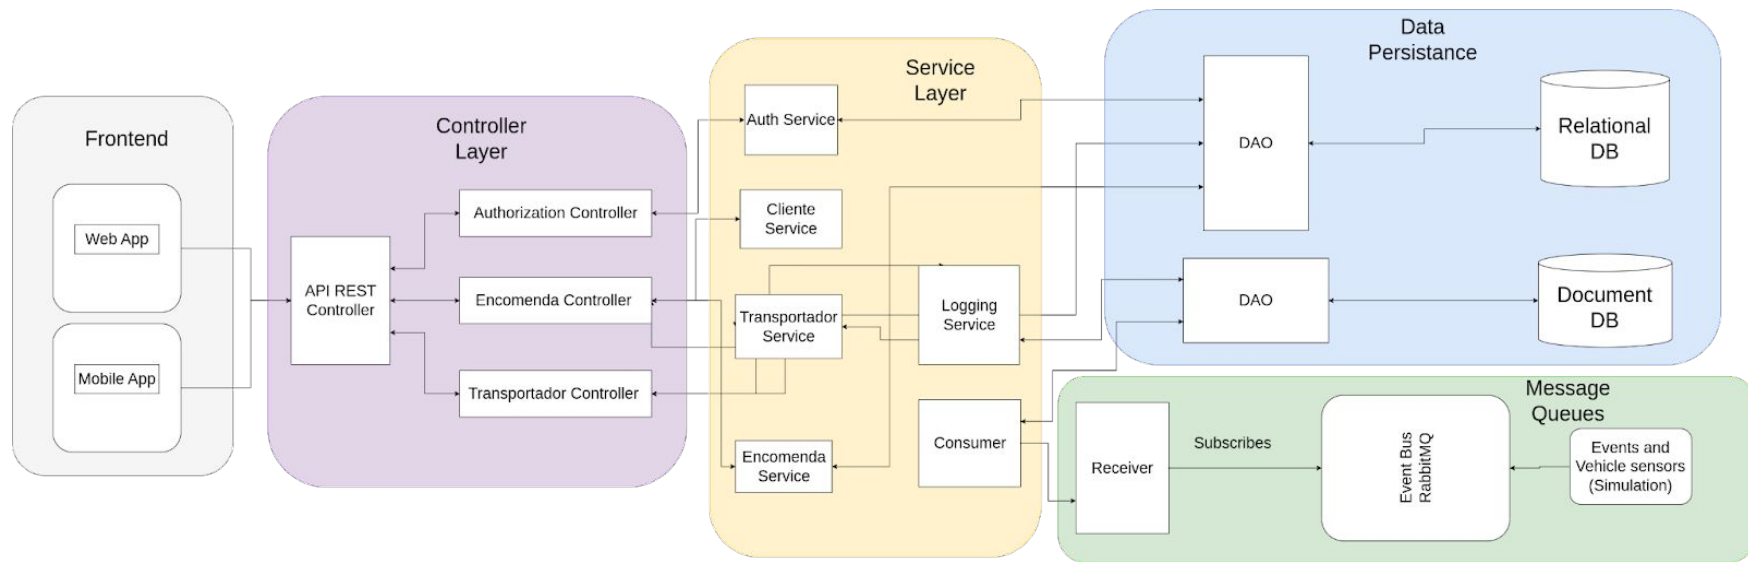 Frontend
Web App
Mobile App
Controller
Layer
API REST
Controller
Authorization Controller
Encomenda Controller
Transportador Controller
Service
Layer
Auth Service
Cliente
Service
Transportador
Service
Logging
Service
Encomenda
Service
Consumer
Data
Persistance
DAO
Relational
DB
DAO
Document
DB
Message
Queues
Receiver
Subscribes
Event Bus
RabbitMQ
Events and
Vehicle sensors
(Simulation)